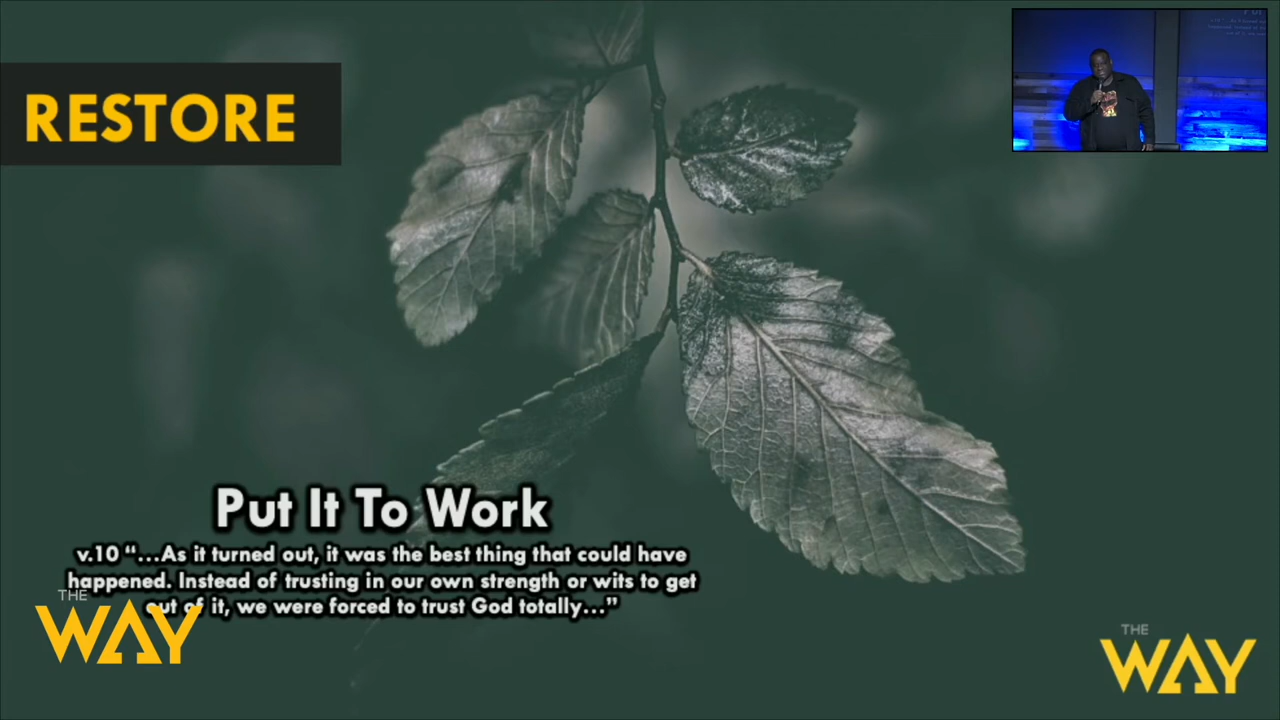 RESTORE
Put It To Work
v.10 “...As it turned out, it was the best thing that could have
happened. Instead of trusting in our own strength or wits to get
out of it, we were forced to trust God totally...”
THE
WAY
THE
WAY